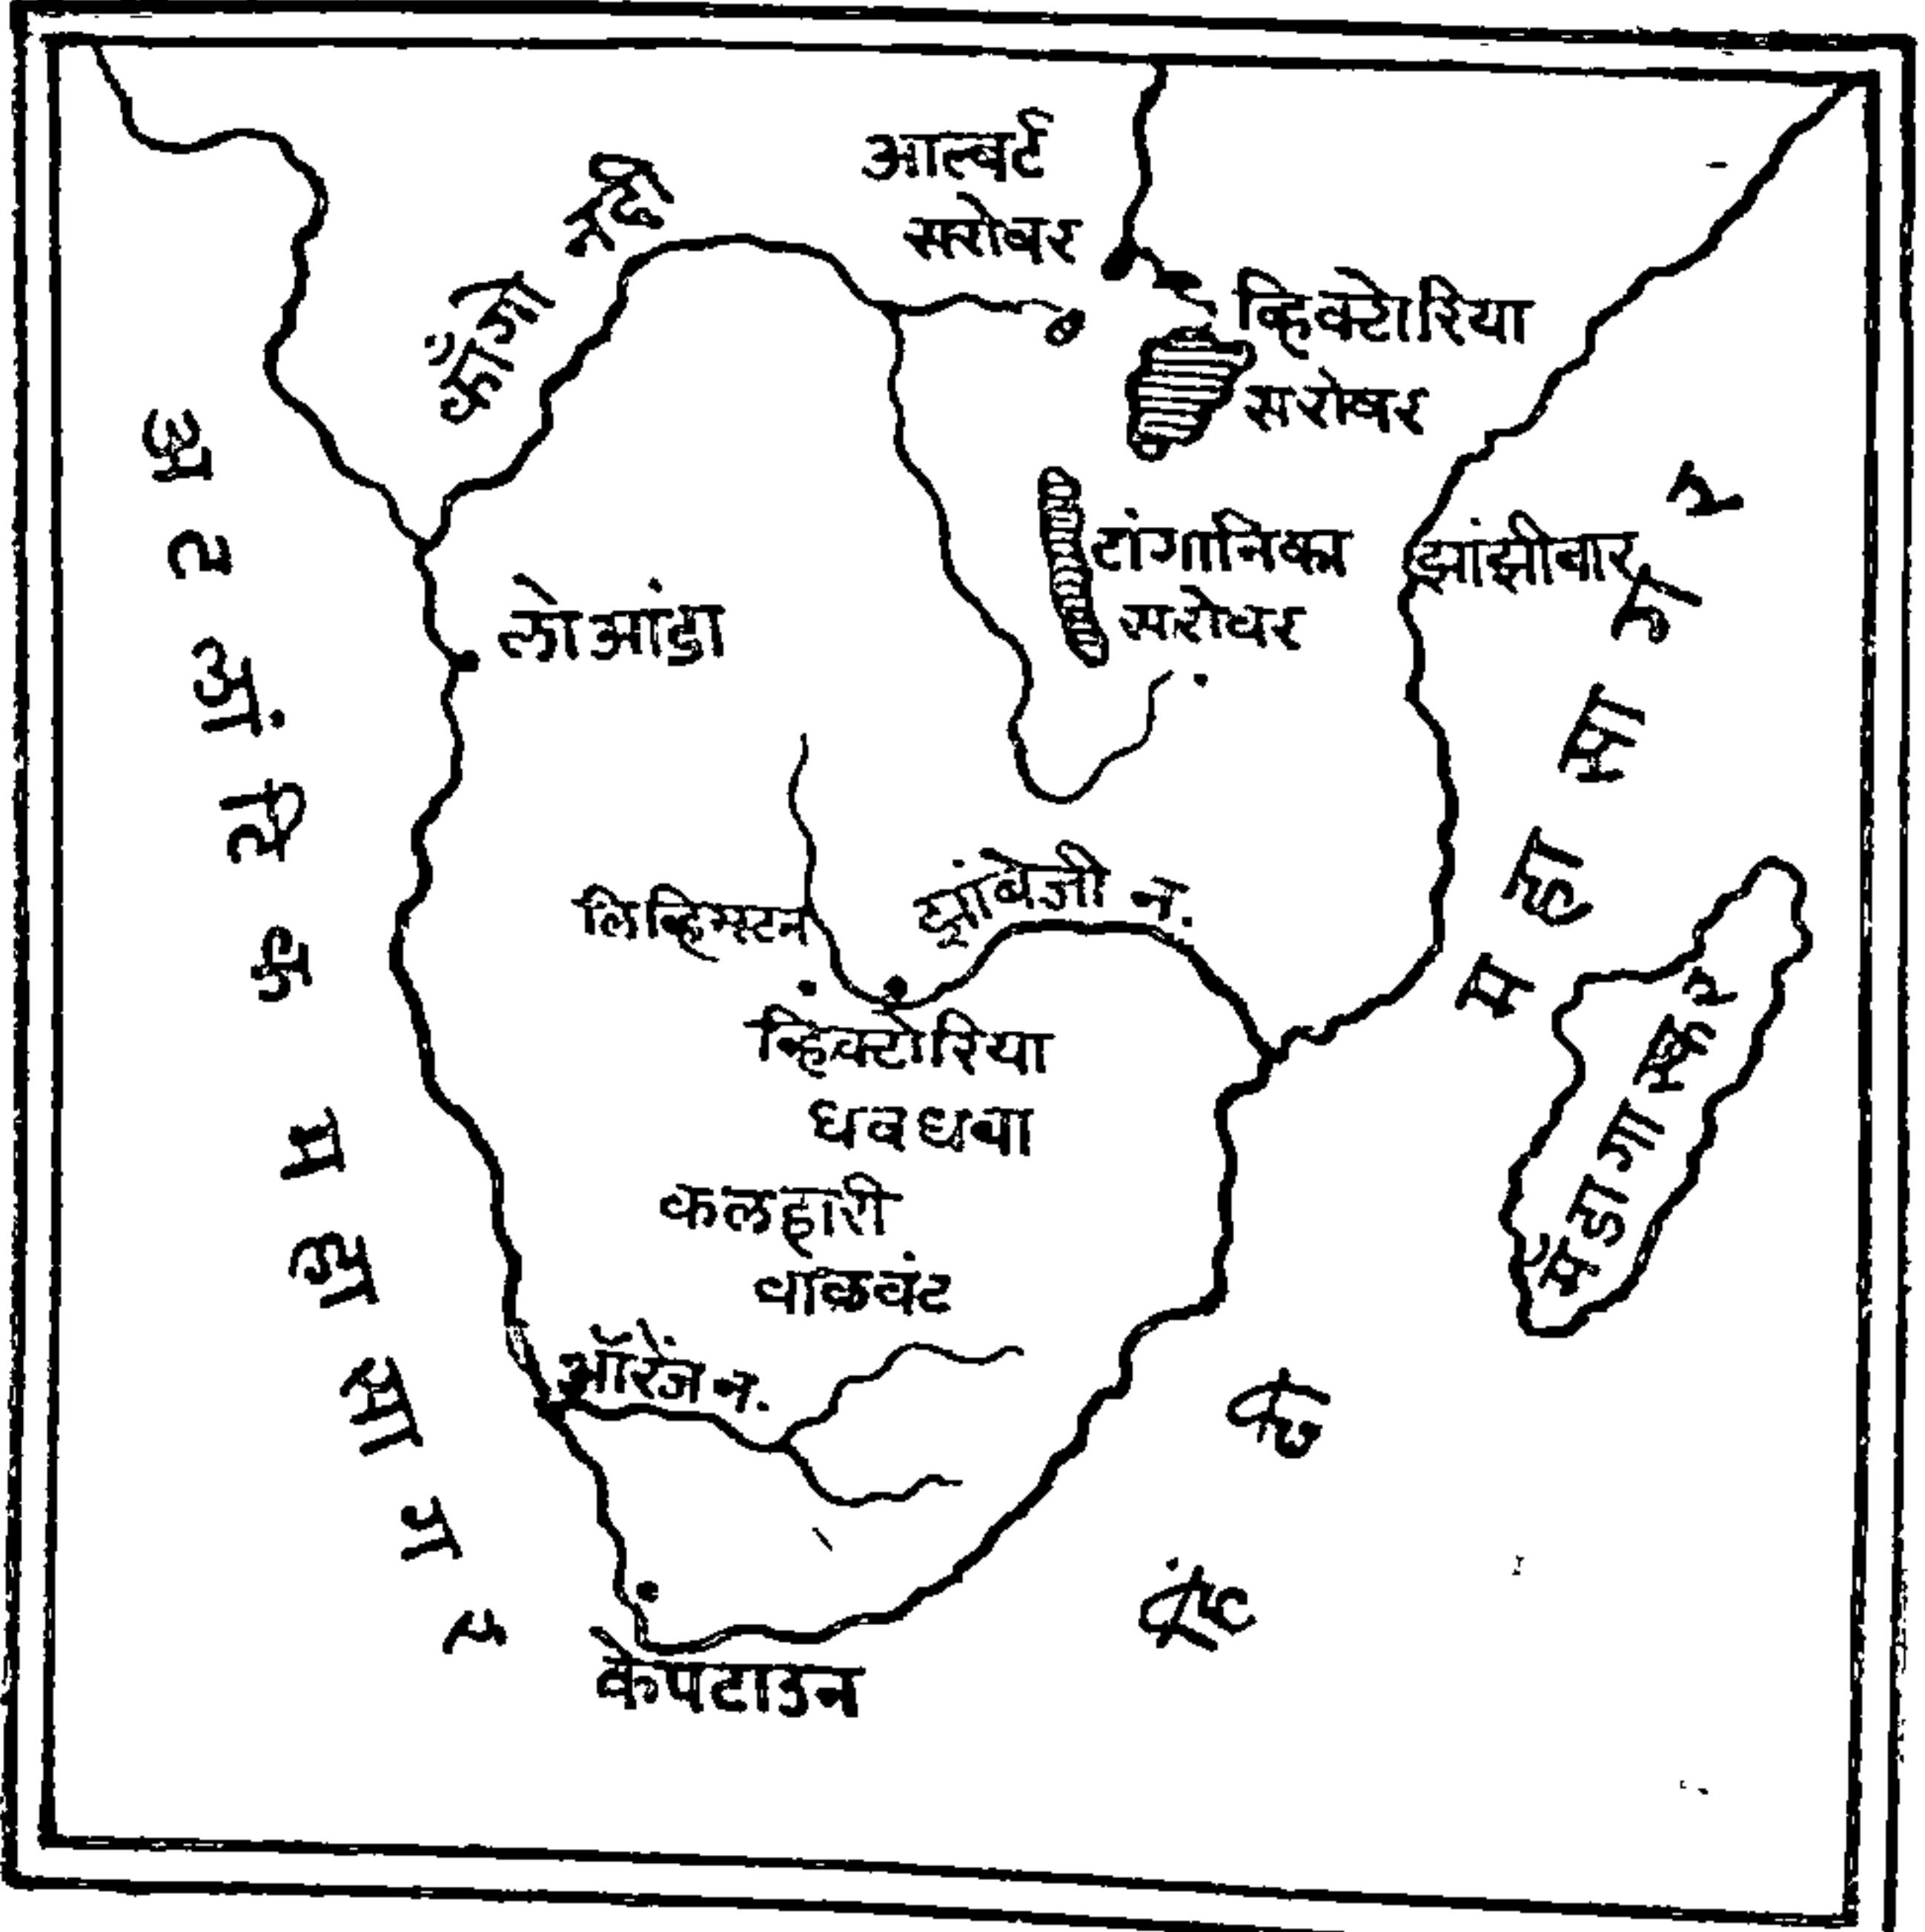 आल्बर्ट
सरोवर
काँगो नदी
व्हिक्टोरिया
सरोवर
टांगानिका
सरोवर
झांझीबार
लोआंडा
अटलांटिक महासागर
लिव्हिंग्स्टन
झांबेजी न.
व्हिक्टोरिया
धबधबा
कलहारी
वाळवंट
ऑरेंज न.
केपटाउन
मॅडागास्कर
हिंदी महासागर